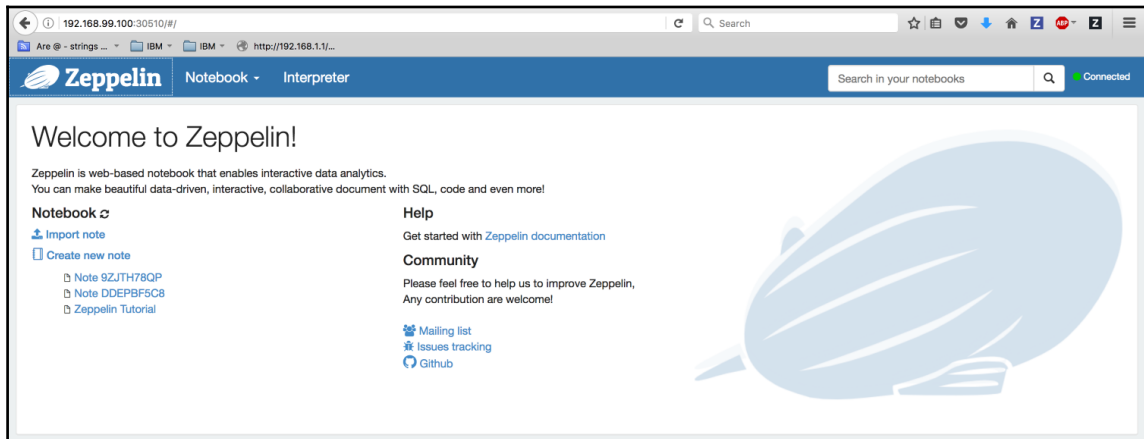 192.168.99.100:30510/#/
Search
Are @ - strings ...
IBM
IBM
http://192.168.1.1/...
Zeppelin
Notebook
Interpreter
Search in your notebooks
Connected
Welcome to Zeppelin!
Zeppelin is web-based notebook that enables interactive data analytics.
You can make beautiful data-driven, interactive, collaborative document with SQL, code and even more!
Notebook
Import note
Create new note
Note 9ZJTH78QP
Note DDEPBF5C8
Zeppelin Tutorial
Help
Get started with Zeppelin documentation
Community
Please feel free to help us to improve Zeppelin,
Any contribution are welcome!
Mailing list
Issues tracking
Github